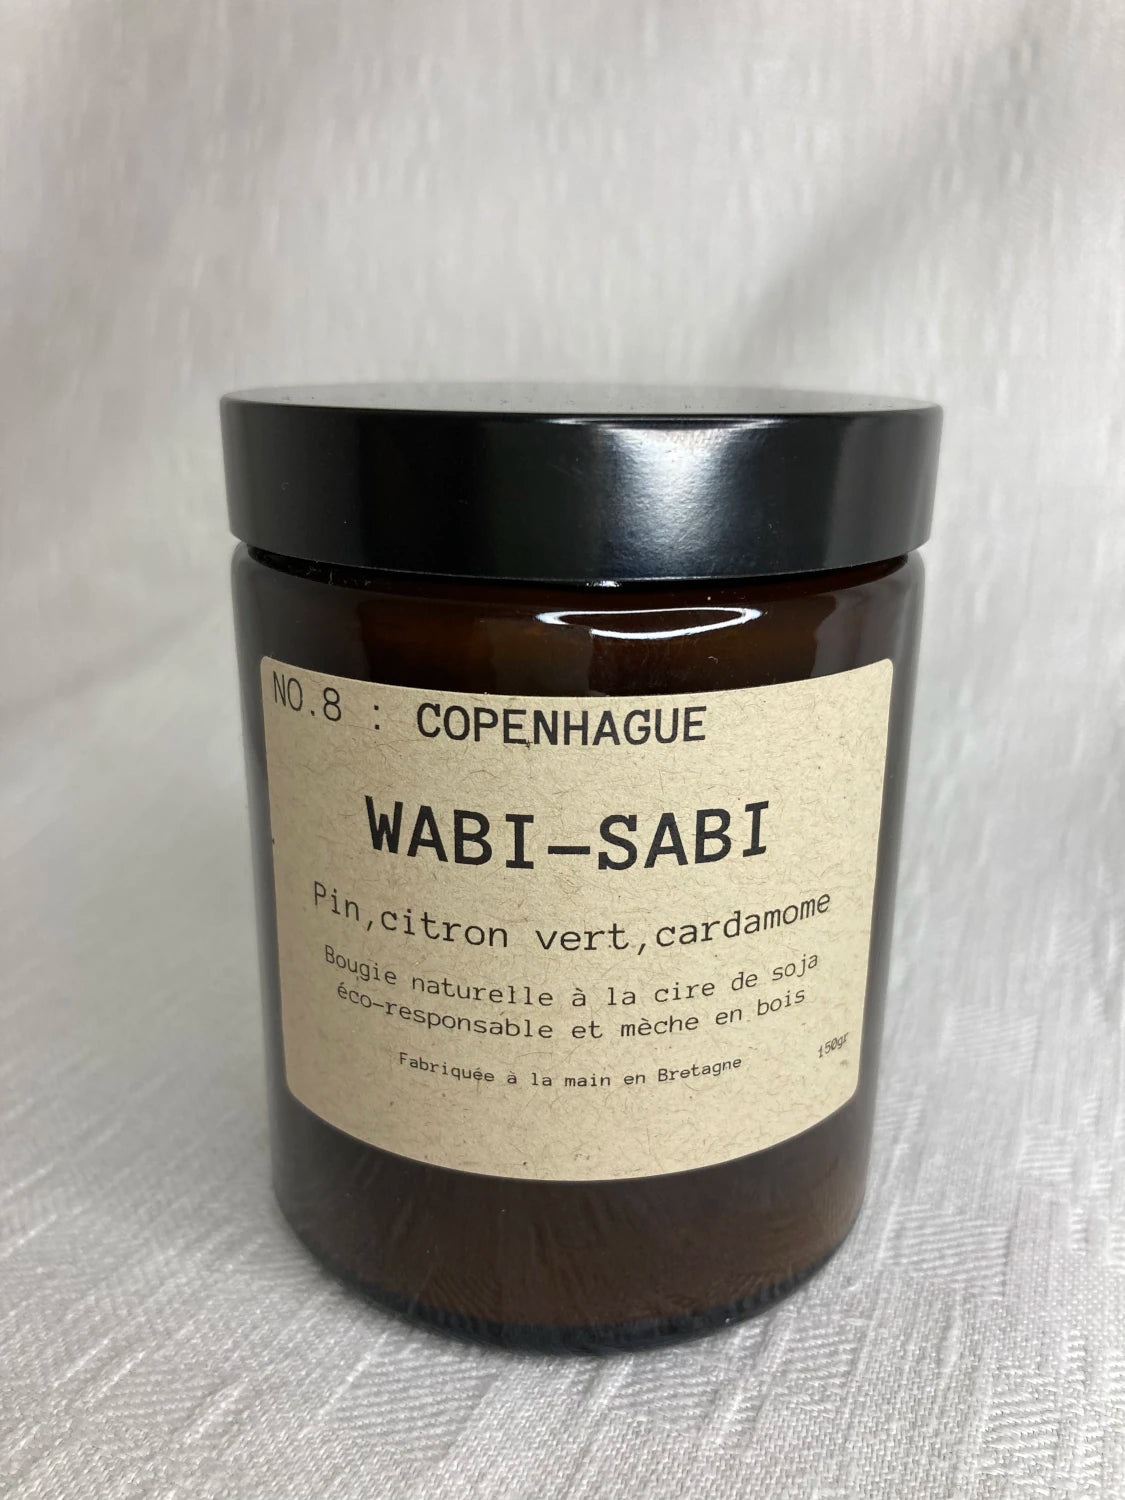 NO.8 : COPENHAGUE
WABI-SABI
Pin,citron vert,cardamome
Bougie naturelle à la cire de soja
éco-responsable et mèche en bois
150gr
Fabriquée à la main en Bretagne